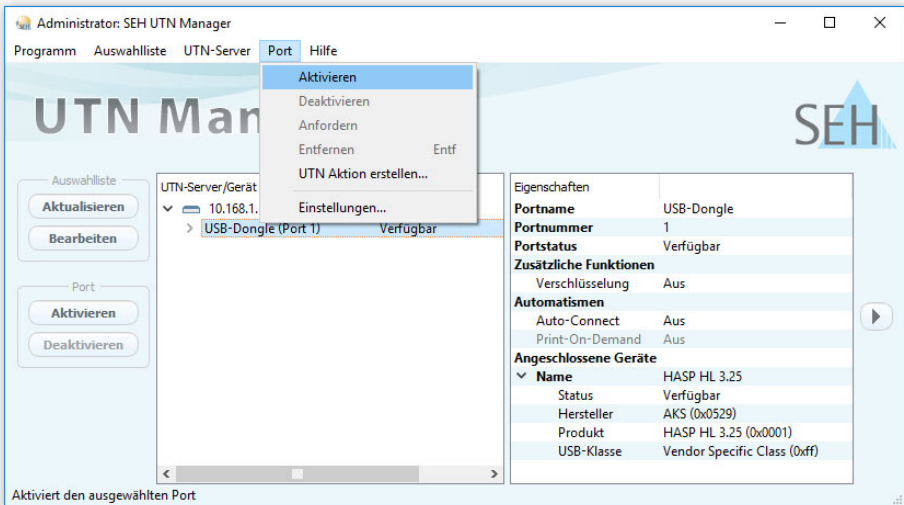 Administrator: SEH UTN Manager
Programm Auswahlliste UTN-Server Port Hilfe
Aktivieren
Deaktivieren
Anfordern
Entfernen Entf
UTN Aktion erstellen...
Einstellungen...
UTN Man
SEH
Auswahlliste
Aktualisieren
Bearbeiten
Port
Aktivieren
Deaktivieren
UTN-Server/Gerät
10.168.1.
USB-Dongle (Port 1) Verfügbar
Eigenschaften
Portname USB-Dongle
Portnummer 1
Portstatus Verfügbar
Zusätzliche Funktionen
Verschlüsselung Aus
Automatismen
Auto-Connect Aus
Print-On-Demand Aus
Angeschlossene Geräte
Name HASP HL 3.25
Status Verfügbar
Hersteller AKS (0x0529)
Produkt HASP HL 3.25 (0x0001)
USB-Klasse Vendor Specific Class (0xff)
Aktiviert den ausgewählten Port